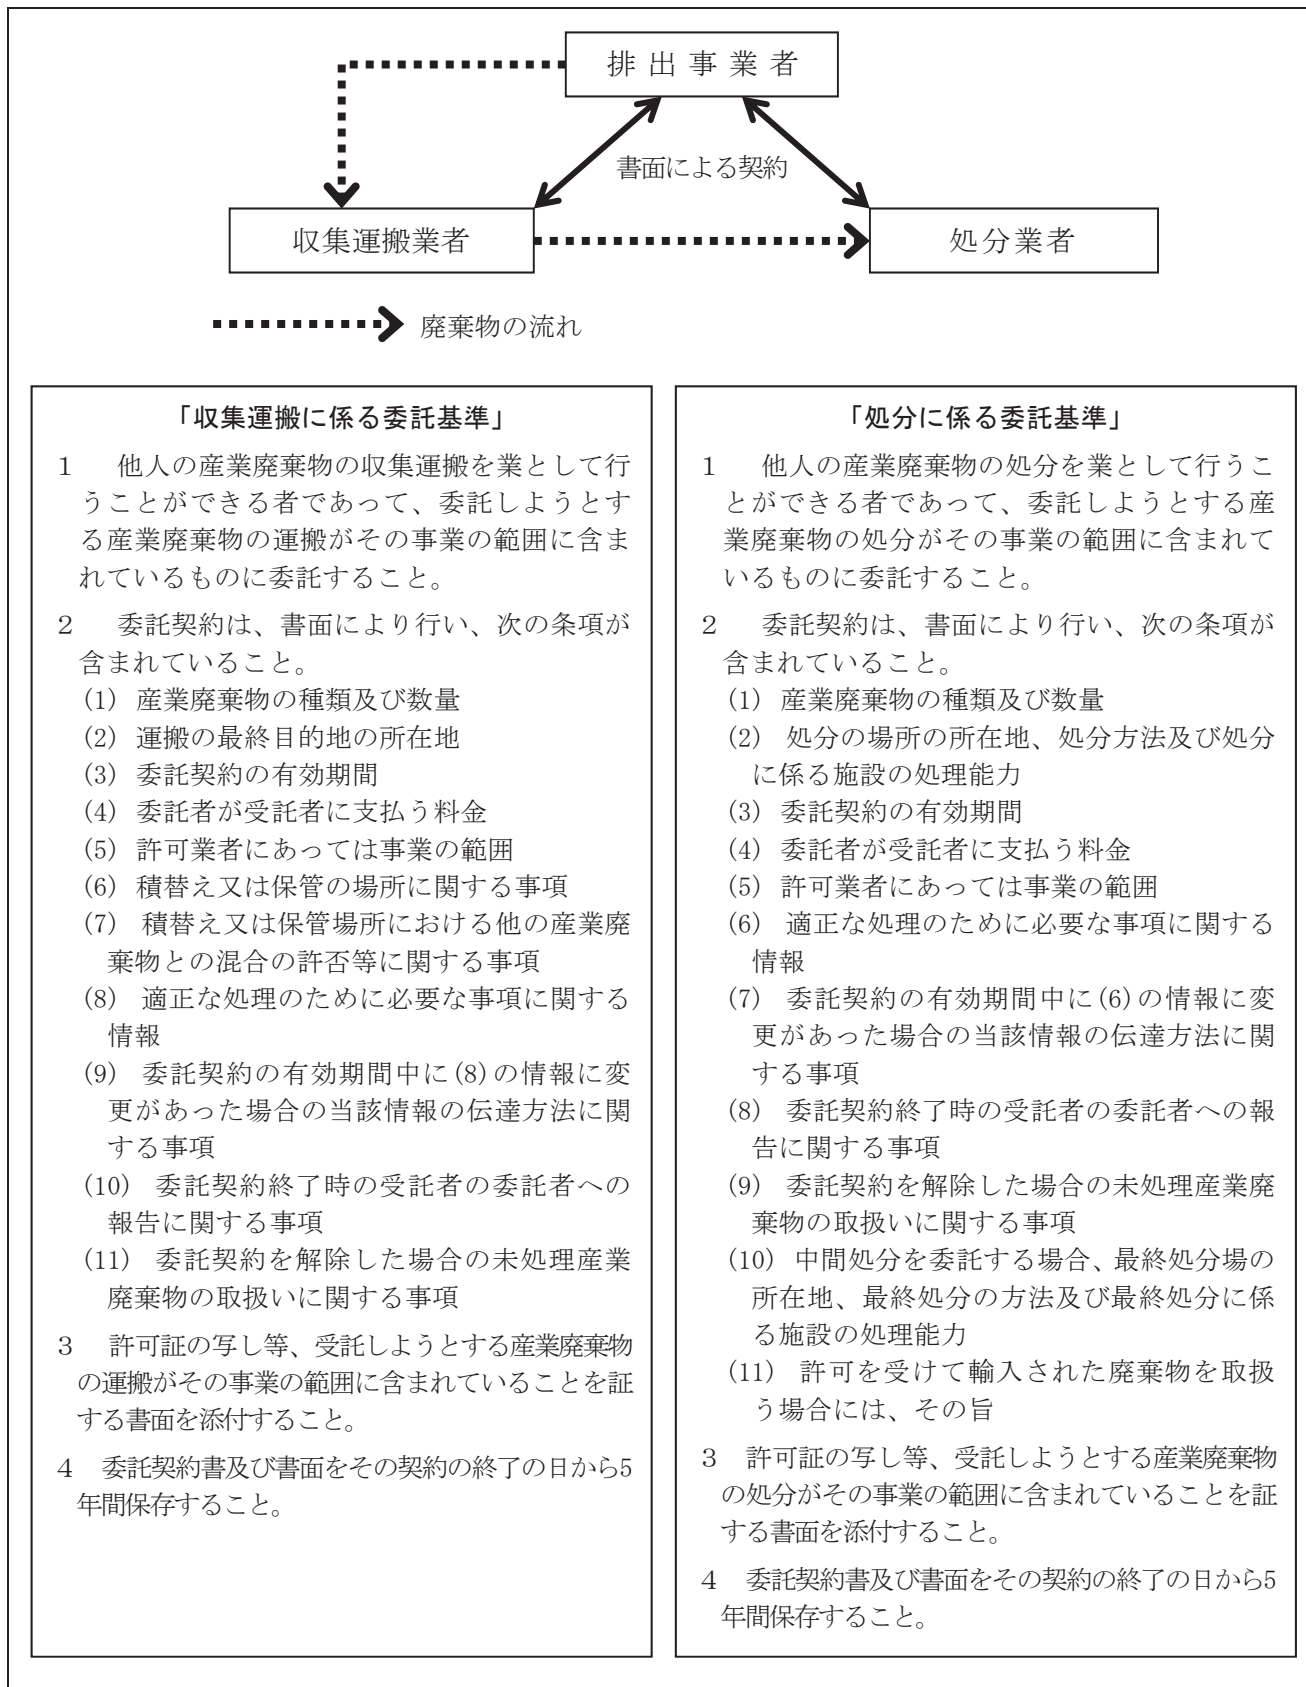 排出事業者
書面による契約
収集運搬業者
処分業者
廃棄物の流れ
「収集運搬に係る委託基準」
1　他人の産業廃棄物の収集運搬を業として行
うことができる者であって、委託しようとす
る産業廃棄物の運搬がその事業の範囲に含ま
れているものに委託すること。
2　委託契約は、書面により行い、次の条項が
含まれていること。
(1) 産業廃棄物の種類及び数量
(2) 運搬の最終目的地の所在地
(3) 委託契約の有効期間
(4) 委託者が受託者に支払う料金
(5) 許可業者にあっては事業の範囲
(6) 積替え又は保管の場所に関する事項
(7) 積替え又は保管場所における他の産業廃
棄物との混合の許否等に関する事項
(8) 適正な処理のために必要な事項に関する
情報
(9) 委託契約の有効期間中に(8)の情報に変
更があった場合の当該情報の伝達方法に関
する事項
(10) 委託契約終了時の受託者の委託者への
報告に関する事項
(11) 委託契約を解除した場合の未処理産業
廃棄物の取扱いに関する事項
3　許可証の写し等、受託しようとする産業廃棄物
の運搬がその事業の範囲に含まれていることを証
する書面を添付すること。
4　委託契約書及び書面をその契約の終了の日から5
年間保存すること。
「処分に係る委託基準」
1　他人の産業廃棄物の処分を業として行うこ
とができる者であって、委託しようとする産
業廃棄物の処分がその事業の範囲に含まれて
いるものに委託すること。
2　委託契約は、書面により行い、次の条項が
含まれていること。
(1) 産業廃棄物の種類及び数量
(2) 処分の場所の所在地、処分方法及び処分
に係る施設の処理能力
(3) 委託契約の有効期間
(4) 委託者が受託者に支払う料金
(5) 許可業者にあっては事業の範囲
(6) 適正な処理のために必要な事項に関する
情報
(7) 委託契約の有効期間中に(6)の情報に変
更があった場合の当該情報の伝達方法に関
する事項
(8) 委託契約終了時の受託者の委託者への報
告に関する事項
(9) 委託契約を解除した場合の未処理産業廃
棄物の取扱いに関する事項
(10) 中間処分を委託する場合、最終処分場の
所在地、最終処分の方法及び最終処分に係
る施設の処理能力
(11) 許可を受けて輸入された廃棄物を取扱
う場合には、その旨
3　許可証の写し等、受託しようとする産業廃棄物
の処分がその事業の範囲に含まれていることを証
する書面を添付すること。
4　委託契約書及び書面をその契約の終了の日から5
年間保存すること。